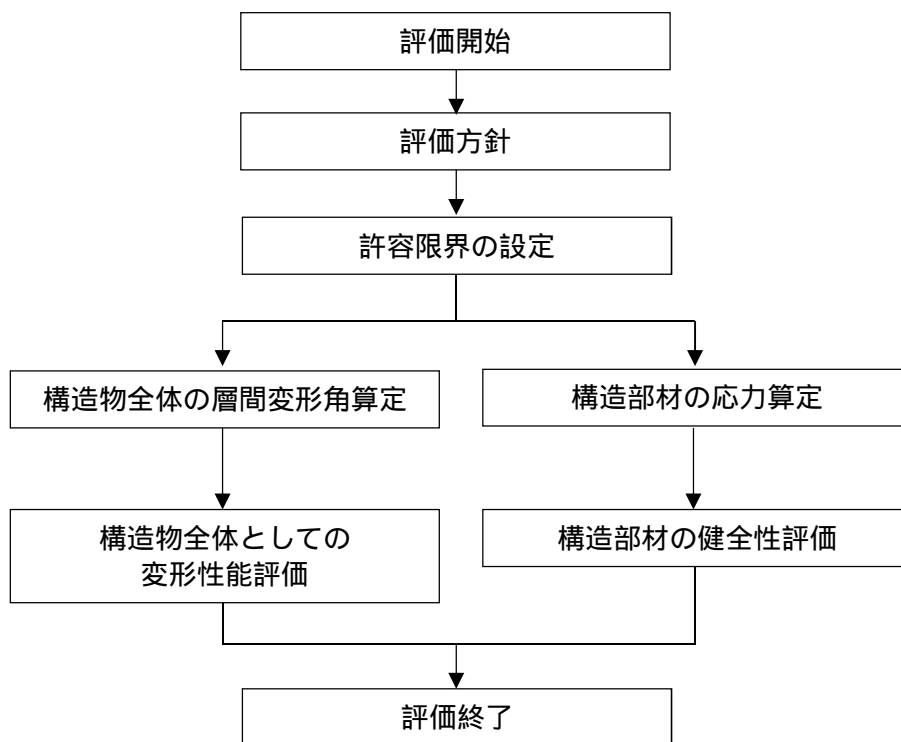 評価開始
評価方針
許容限界の設定
構造物全体の層間変形角算定
構造部材の応力算定
構造物全体としての
変形性能評価
構造部材の健全性評価
評価終了